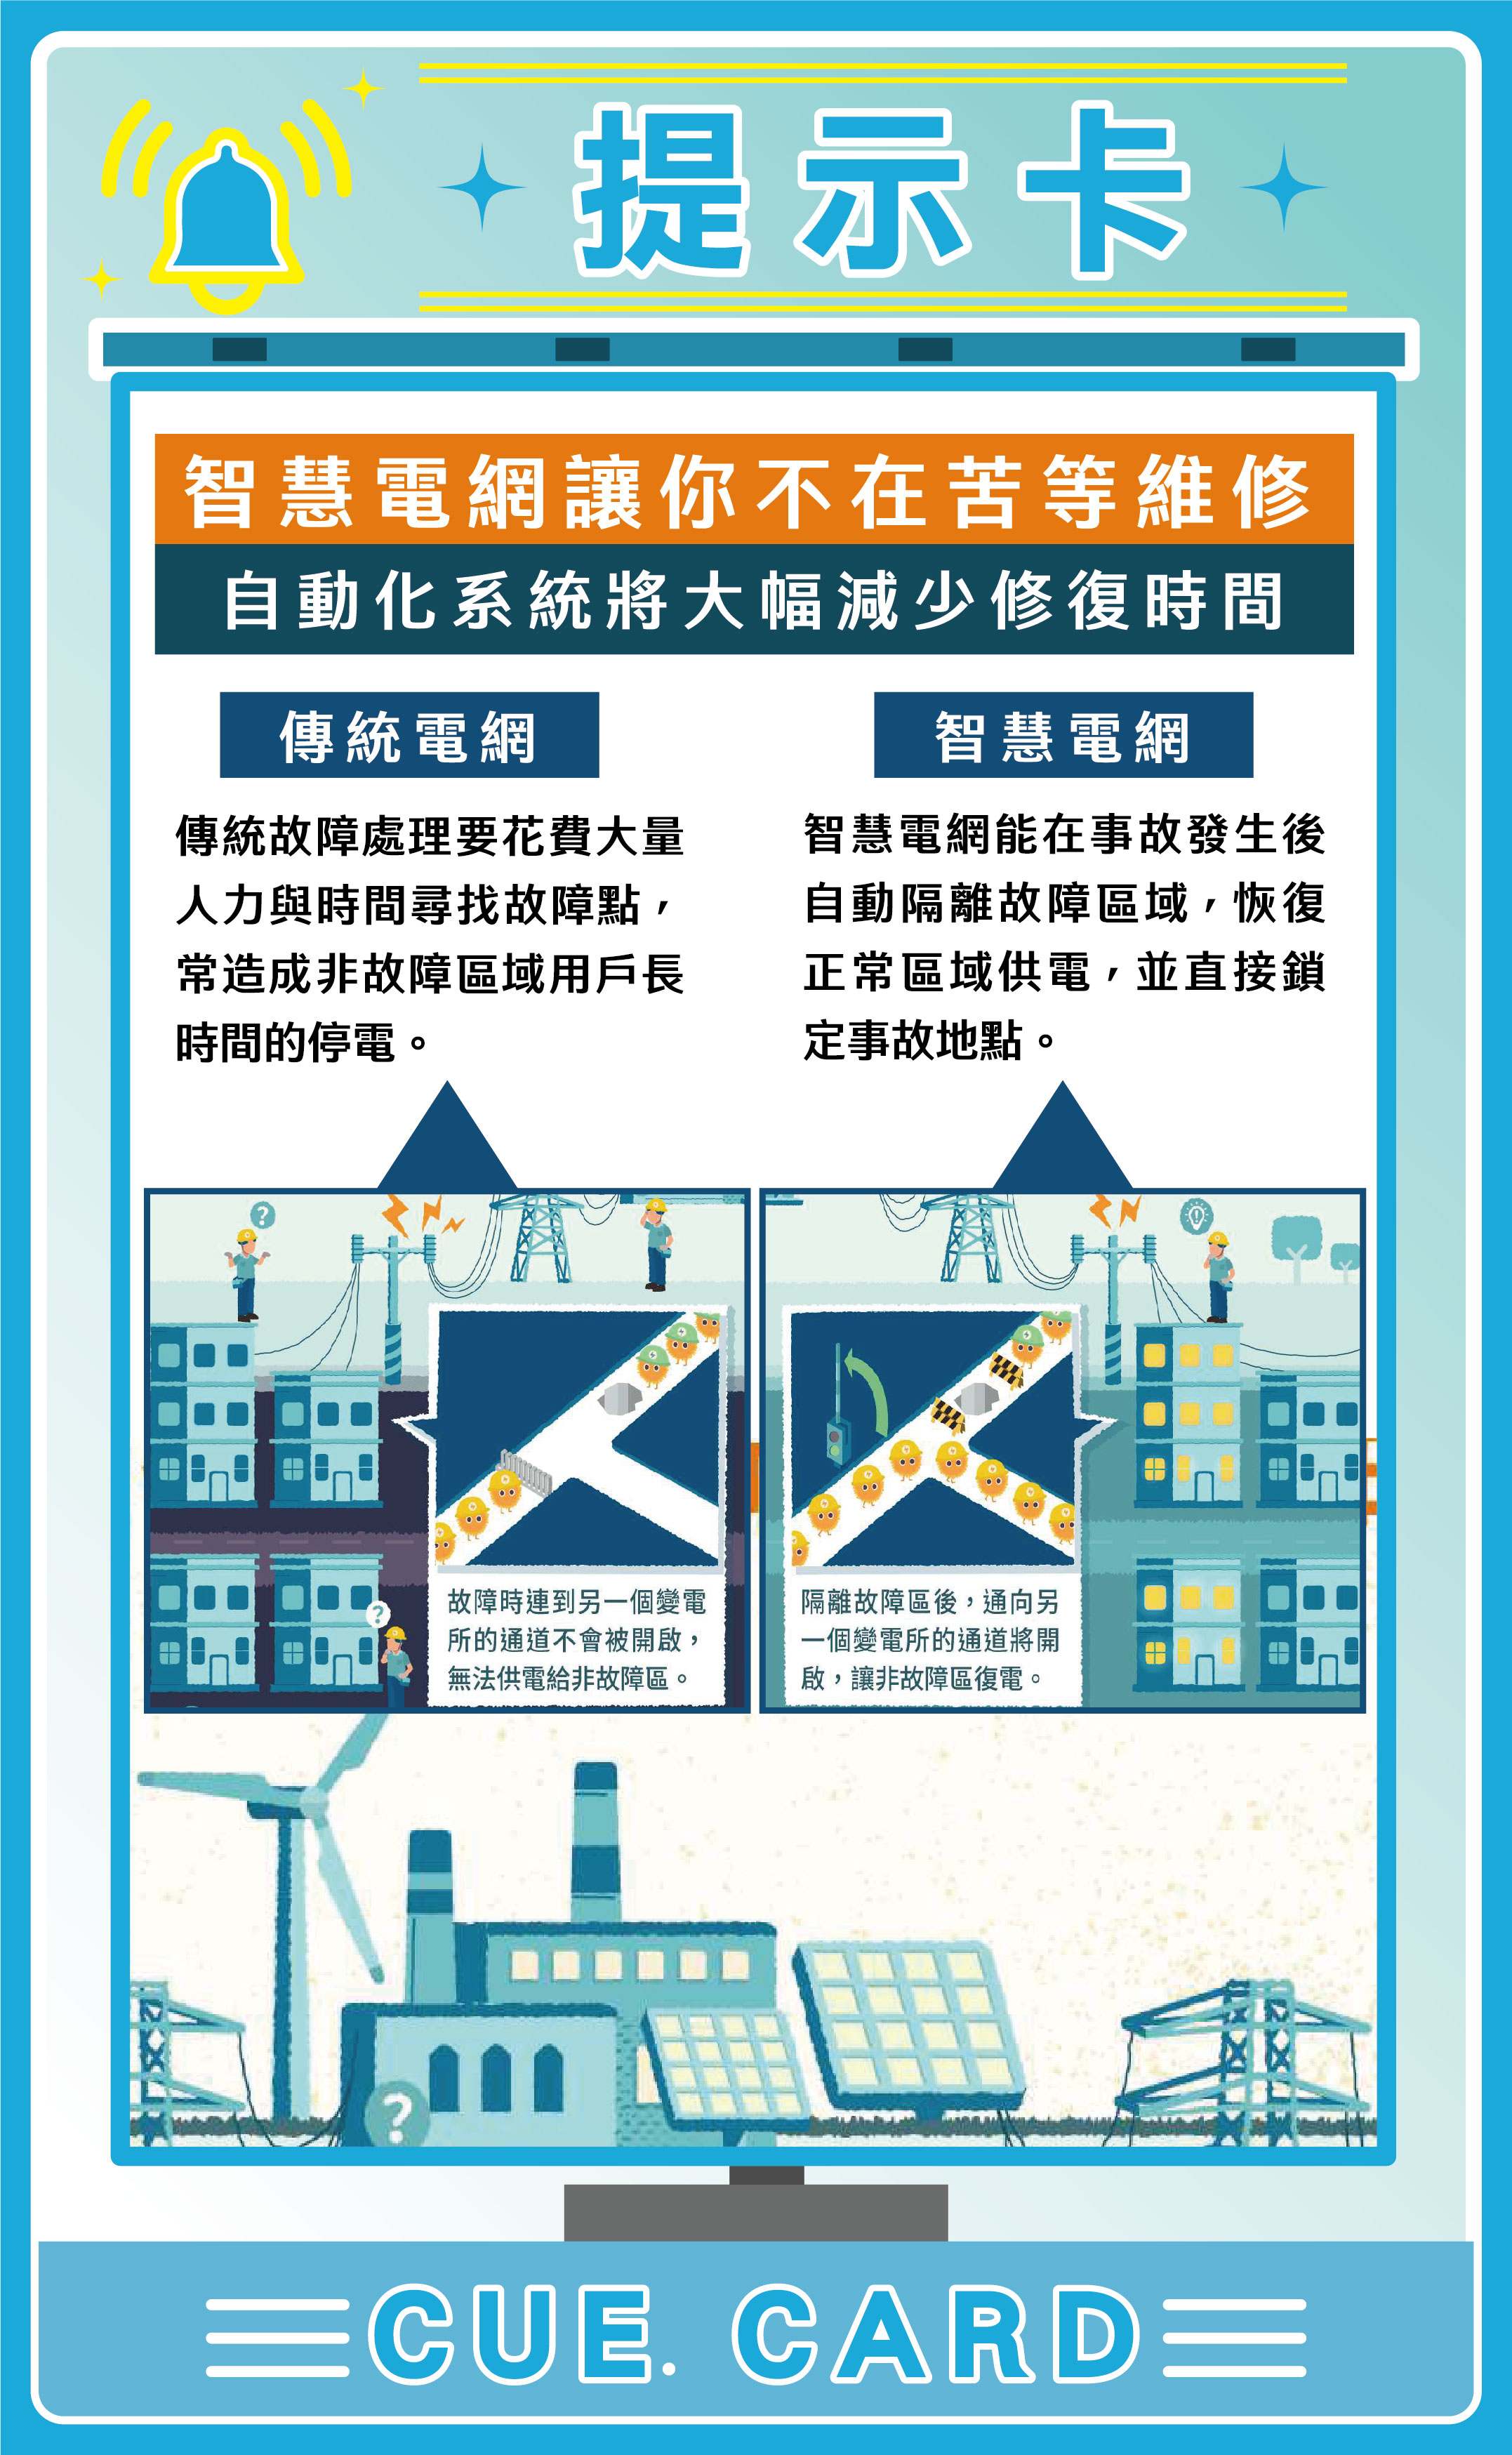 提示卡
智慧電網讓你不在苦等維修
自動化系統將大幅減少修復時間
傳統電網
傳統故障處理要花費大量
人力與時間尋找故障點，
常造成非故障區域用戶長
時間的停電。
智慧電網
智慧電網能在事故發生後
自動隔離故障區域，恢復
正常區域供電，並直接鎖
定事故地點。
?
?
故障時連到另一個變電
所的通道不會被開啟，
無法供電給非故障區。
隔離故障區後，通向另
一個變電所的通道將開
啟，讓非故障區復電。
?
CUE. CARD